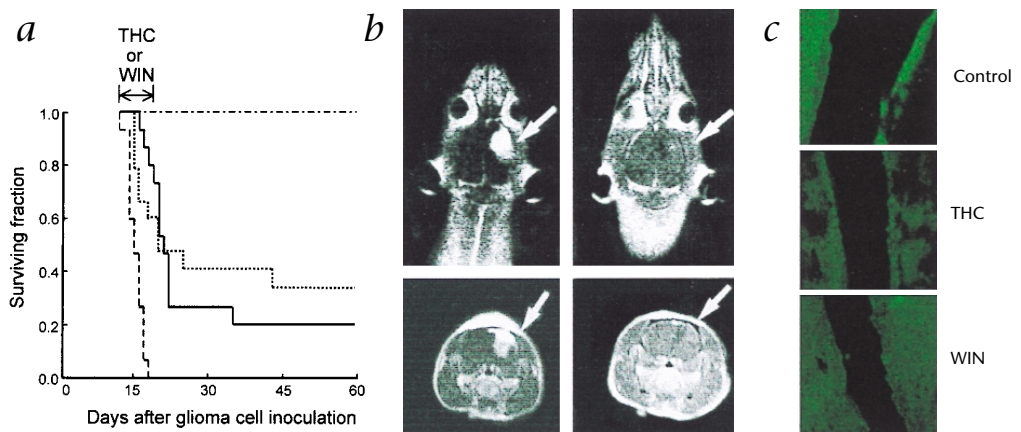 a
THC
or
WIN
1.0
0.8
0.6
0.4
0.2
0.0
0
15
30
45
60
Surviving fraction
Days after glioma cell inoculation
b
c
Control
THC
WIN